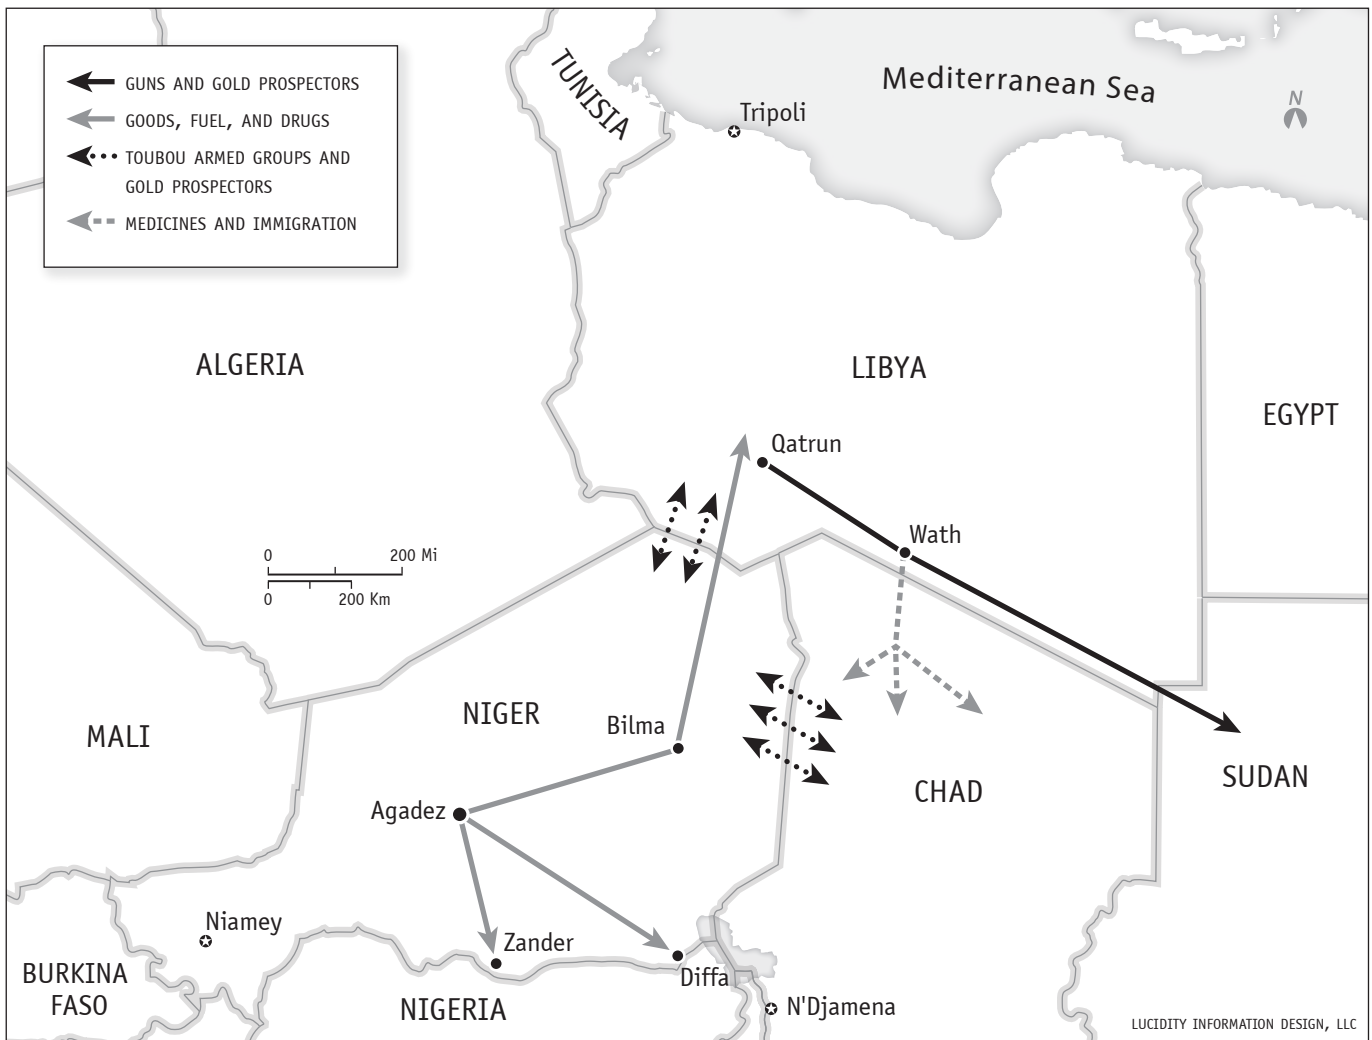 GUNS AND GOLD PROSPECTORS
GOODS, FUEL, AND DRUGS
TOUBOU ARMED GROUPS AND
GOLD PROSPECTORS
MEDICINES AND IMMIGRATION
TUNISIA
Mediterranean Sea
N
Tripoli
ALGERIA
LIBYA
EGYPT
Qatrun
Wath
0 200 Mi
0 200 Km
NIGER
Bilma
MALI
CHAD
SUDAN
Agadez
Niamey
Zander
BURKINA
FASO
Diffa
NIGERIA
N'Djamena
LUCIDITY INFORMATION DESIGN, LLC